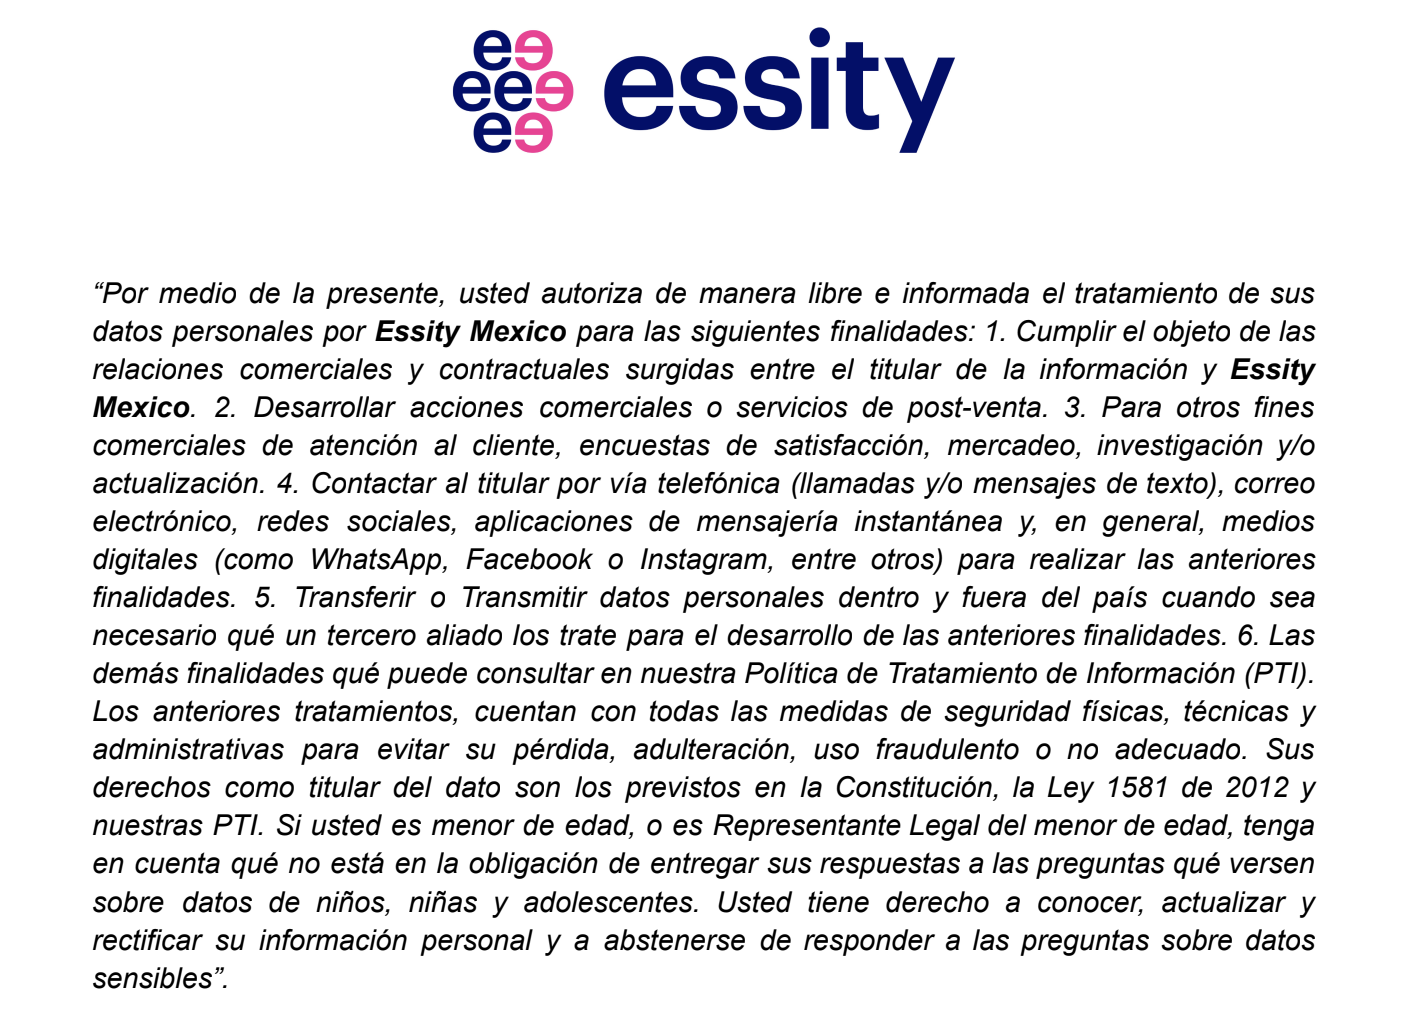 ee
eee
ee
essity
“Por medio de la presente, usted autoriza de manera libre e informada el tratamiento de sus
datos personales por Essity Mexico para las siguientes finalidades: 1. Cumplir el objeto de las
relaciones comerciales y contractuales surgidas entre el titular de la información y Essity
Mexico. 2. Desarrollar acciones comerciales o servicios de post-venta. 3. Para otros fines
comerciales de atención al cliente, encuestas de satisfacción, mercadeo, investigación y/o
actualización. 4. Contactar al titular por vía telefónica (llamadas y/o mensajes de texto), correo
electrónico, redes sociales, aplicaciones de mensajería instantánea y, en general, medios
digitales (como WhatsApp, Facebook o Instagram, entre otros) para realizar las anteriores
finalidades. 5. Transferir o Transmitir datos personales dentro y fuera del país cuando sea
necesario qué un tercero aliado los trate para el desarrollo de las anteriores finalidades. 6. Las
demás finalidades qué puede consultar en nuestra Política de Tratamiento de Información (PTI).
Los anteriores tratamientos, cuentan con todas las medidas de seguridad físicas, técnicas y
administrativas para evitar su pérdida, adulteración, uso fraudulento o no adecuado. Sus
derechos como titular del dato son los previstos en la Constitución, la Ley 1581 de 2012 y
nuestras PTI. Si usted es menor de edad, o es Representante Legal del menor de edad, tenga
en cuenta qué no está en la obligación de entregar sus respuestas a las preguntas qué versen
sobre datos de niños, niñas y adolescentes. Usted tiene derecho a conocer, actualizar y
rectificar su información personal y a abstenerse de responder a las preguntas sobre datos
sensibles”.